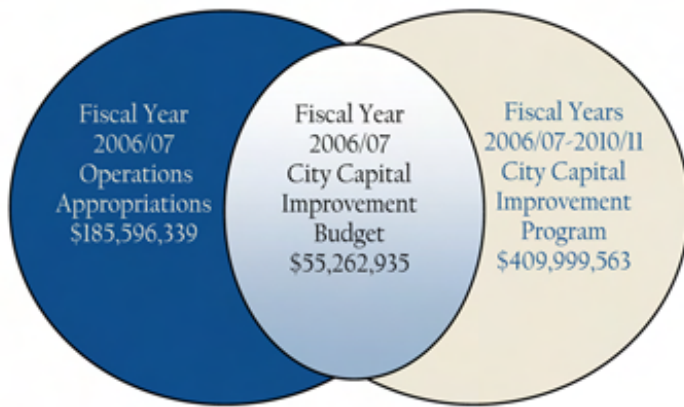 Fiscal Year
2006/07
Operations
Appropriations
$185,596,339
Fiscal Year
2006/07
City Capital
Improvement
Budget
$55,262,935
Fiscal Years
2006/07-2010/11
City Capital
Improvement
Program
$409,999,563